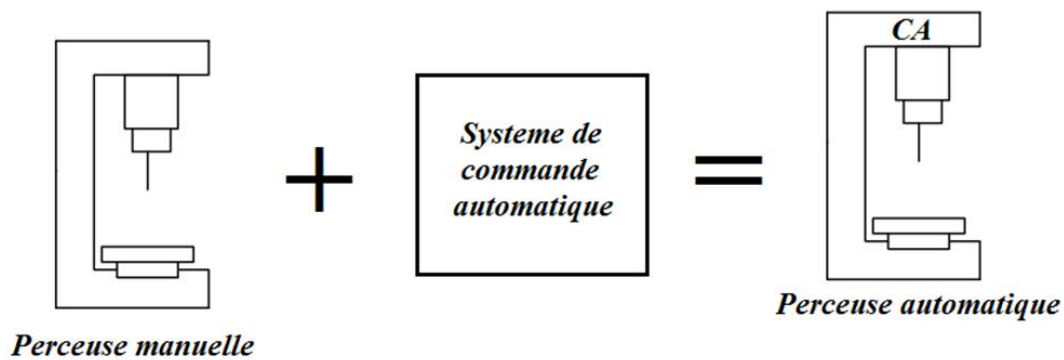 CA
Systeme de
commande
automatique
Perceuse manuelle
Perceuse automatique